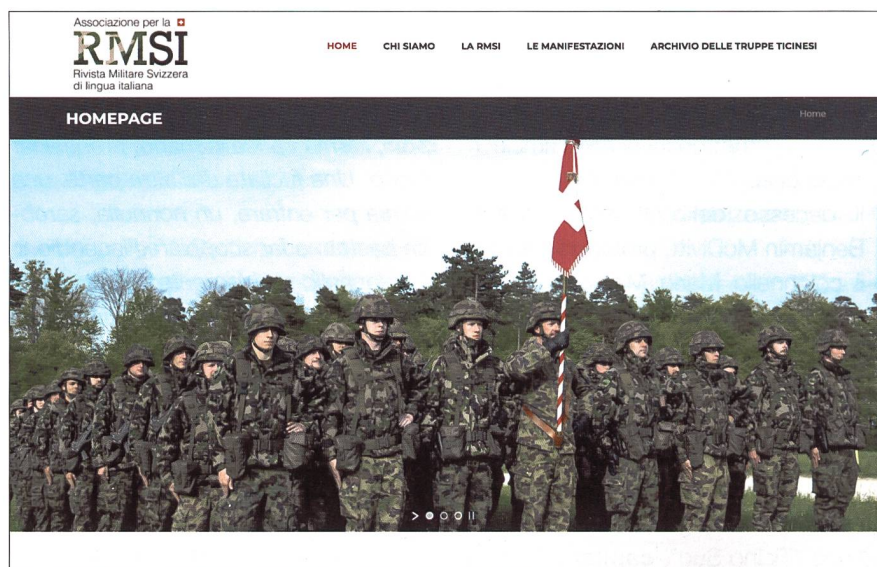 Associazione per la
RMSI
Rivista Militare Svizzera
di lingua italiana
HOME CHI SIAMO LA RMSI LE MANIFESTAZIONI ARCHIVIO DELLE TRUPPE TICINESI
HOMEPAGE
Home